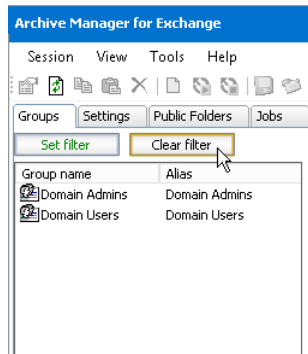 Archive Manager for Exchange
Session View Tools Help
Groups Settings Public Folders Jobs
Set filter Clear filter
Group name Alias
Domain Admins Domain Admins
Domain Users Domain Users